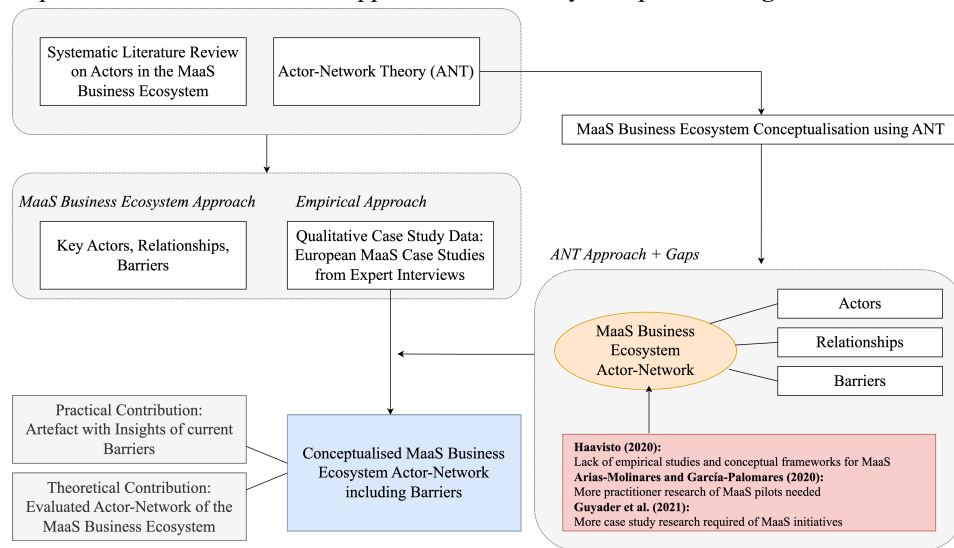 Systematic Literature Review
on Actors in the MaaS
Business Ecosystem
Actor-Network Theory (ANT)
MaaS Business Ecosystem Conceptualisation using ANT
MaaS Business Ecosystem Approach
Empirical Approach
Key Actors, Relationships,
Barriers
Qualitative Case Study Data:
European MaaS Case Studies
from Expert Interviews
ANT Approach + Gaps
MaaS Business
Ecosystem
Actor-Network
Actors
Relationships
Barriers
Haavisto (2020):
Lack of empirical studies and conceptual frameworks for MaaS
Arias-Molinares and García-Palomares (2020):
More practitioner research of MaaS pilots needed
Guyader et al. (2021):
More case study research required of MaaS initiatives
Practical Contribution:
Artefact with Insights of current
Barriers
Theoretical Contribution:
Evaluated Actor-Network of the
MaaS Business Ecosystem
Conceptualised MaaS Business
Ecosystem Actor-Network
including Barriers